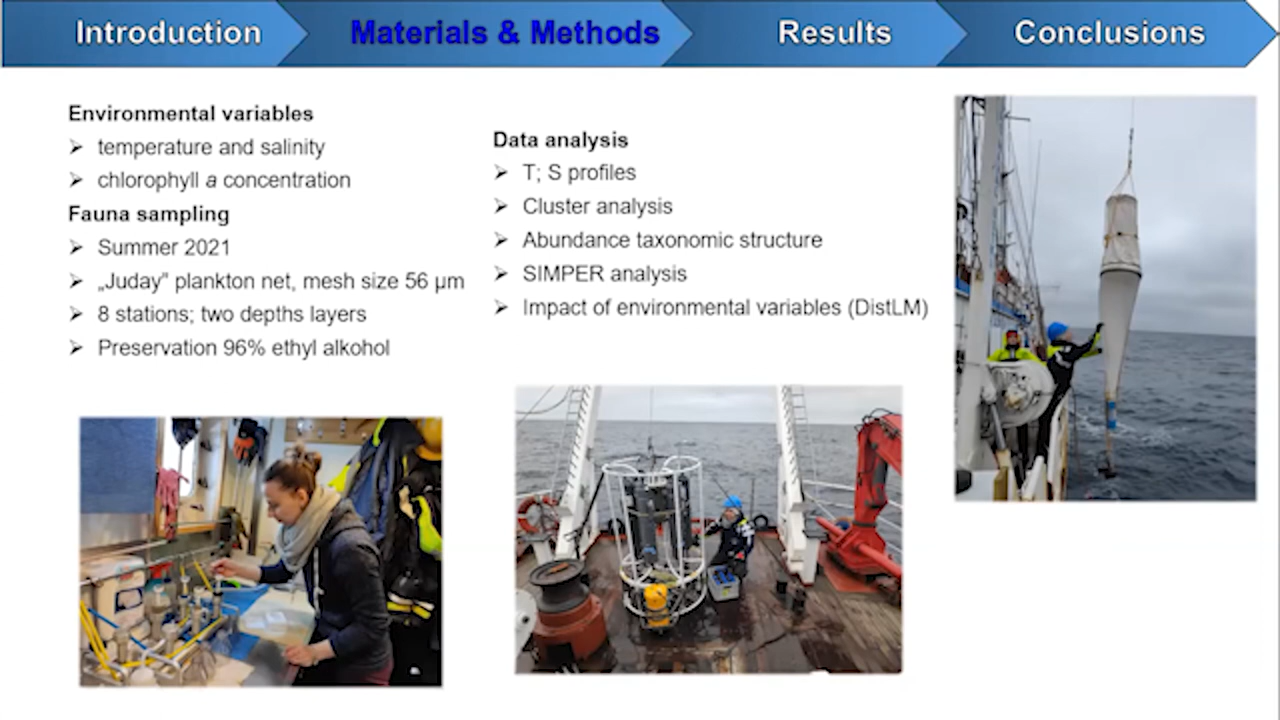 Introduction
Materials & Methods
Results
Conclusions
Environmental variables
➢ temperature and salinity
➢ chlorophyll a concentration
Fauna sampling
➢ Summer 2021
➢ „Juday" plankton net, mesh size 56 µm
➢ 8 stations; two depths layers
➢ Preservation 96% ethyl alkohol
Data analysis
➢ T; S profiles
➢ Cluster analysis
➢ Abundance taxonomic structure
➢ SIMPER analysis
➢ Impact of environmental variables (DistLM)